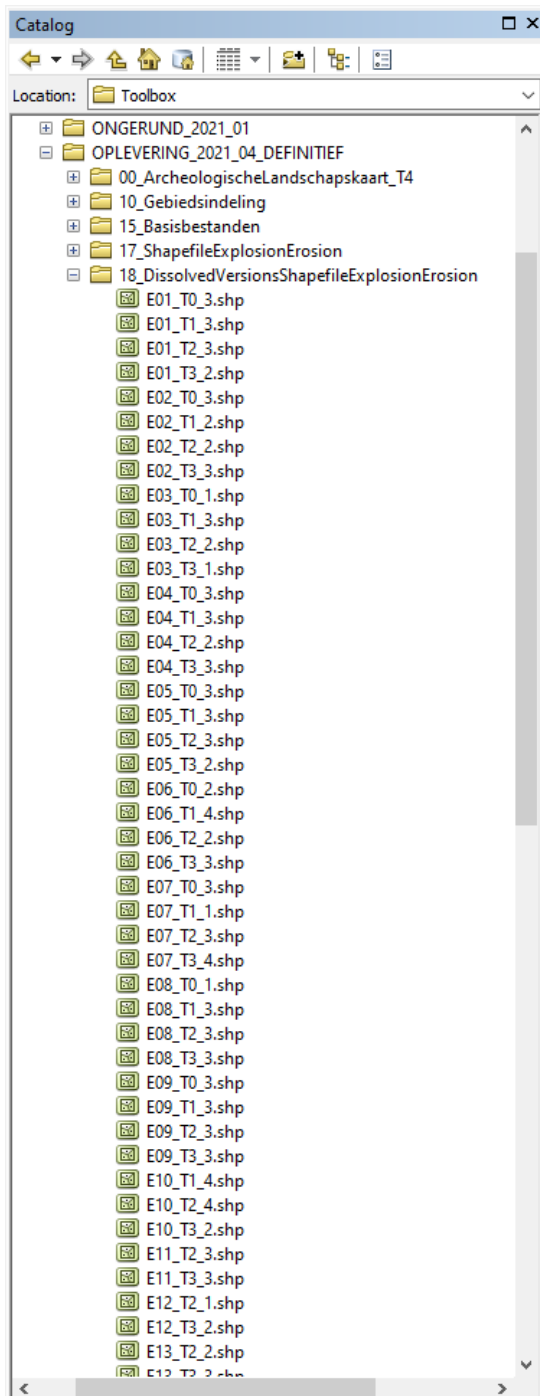 Catalog
Location: Toolbox
ONGERUND_2021_01
OPLEVERING_2021_04_DEFINITIEF
00_ArcheologischeLandschapskaart_T4
10_Gebiedsindeling
15_Basisbestanden
17_ShapefileExplosionErosion
18_DissolvedVersionsShapefileExplosionErosion
E01_T0_3.shp
E01_T1_3.shp
E01_T2_3.shp
E01_T3_2.shp
E02_T0_3.shp
E02_T1_2.shp
E02_T2_2.shp
E02_T3_3.shp
E03_T0_1.shp
E03_T1_3.shp
E03_T2_2.shp
E03_T3_1.shp
E04_T0_3.shp
E04_T1_3.shp
E04_T2_2.shp
E04_T3_3.shp
E05_T0_3.shp
E05_T1_3.shp
E05_T2_3.shp
E05_T3_2.shp
E06_T0_2.shp
E06_T1_4.shp
E06_T2_2.shp
E06_T3_3.shp
E07_T0_3.shp
E07_T1_1.shp
E07_T2_3.shp
E07_T3_4.shp
E08_T0_1.shp
E08_T1_3.shp
E08_T2_3.shp
E08_T3_3.shp
E09_T0_3.shp
E09_T1_3.shp
E09_T2_3.shp
E09_T3_3.shp
E10_T1_4.shp
E10_T2_4.shp
E10_T3_2.shp
E11_T2_3.shp
E11_T3_3.shp
E12_T2_1.shp
E12_T3_2.shp
E13_T2_2.shp